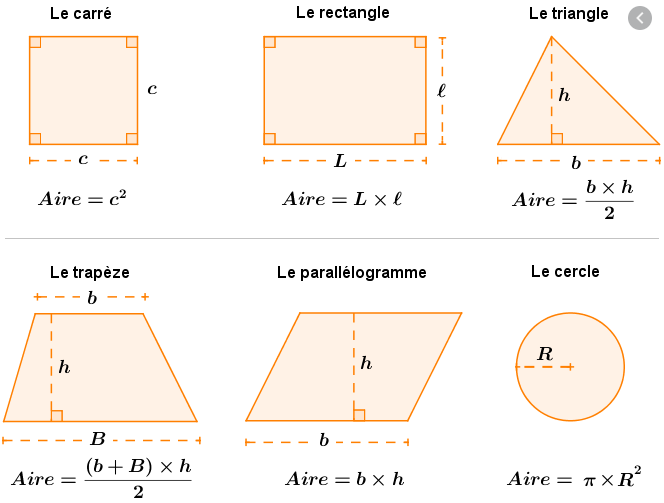 Le carré
Le rectangle
Le triangle
c
ℓ
h
c
L
b
Aire = c²
Aire = L × ℓ
Aire = (b × h)/2
Le trapèze
Le parallélogramme
Le cercle
b
h
h
R
B
b
Aire = ((b + B) × h)/2
Aire = b × h
Aire = π × R²